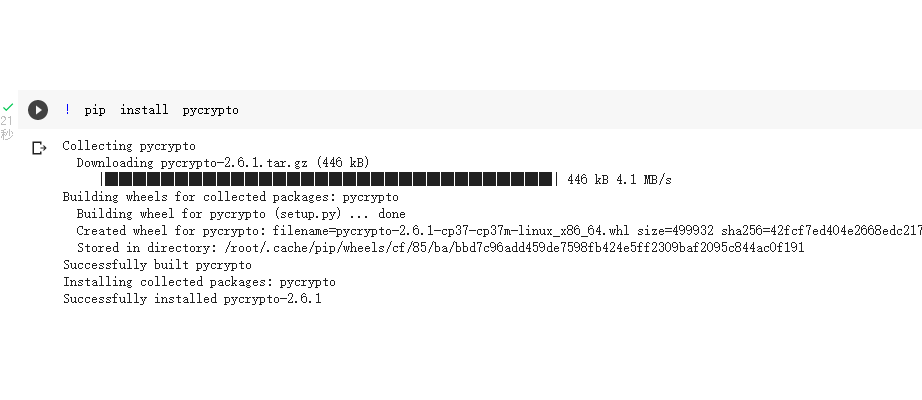 ! pip install pycrypto
21
秒
Collecting pycrypto
Downloading pycrypto-2.6.1.tar.gz (446 kB)
446 kB 4.1 MB/s
Building wheels for collected packages: pycrypto
Building wheel for pycrypto (setup.py) ... done
Created wheel for pycrypto: filename=pycrypto-2.6.1-cp37-cp37m-linux_x86_64.whl size=499932 sha256=42fcf7ed404e2668edc217
Stored in directory: /root/.cache/pip/wheels/cf/85/ba/bbd7c96add459de7598fb424e5ff2309baf2095c844ac0f191
Successfully built pycrypto
Installing collected packages: pycrypto
Successfully installed pycrypto-2.6.1